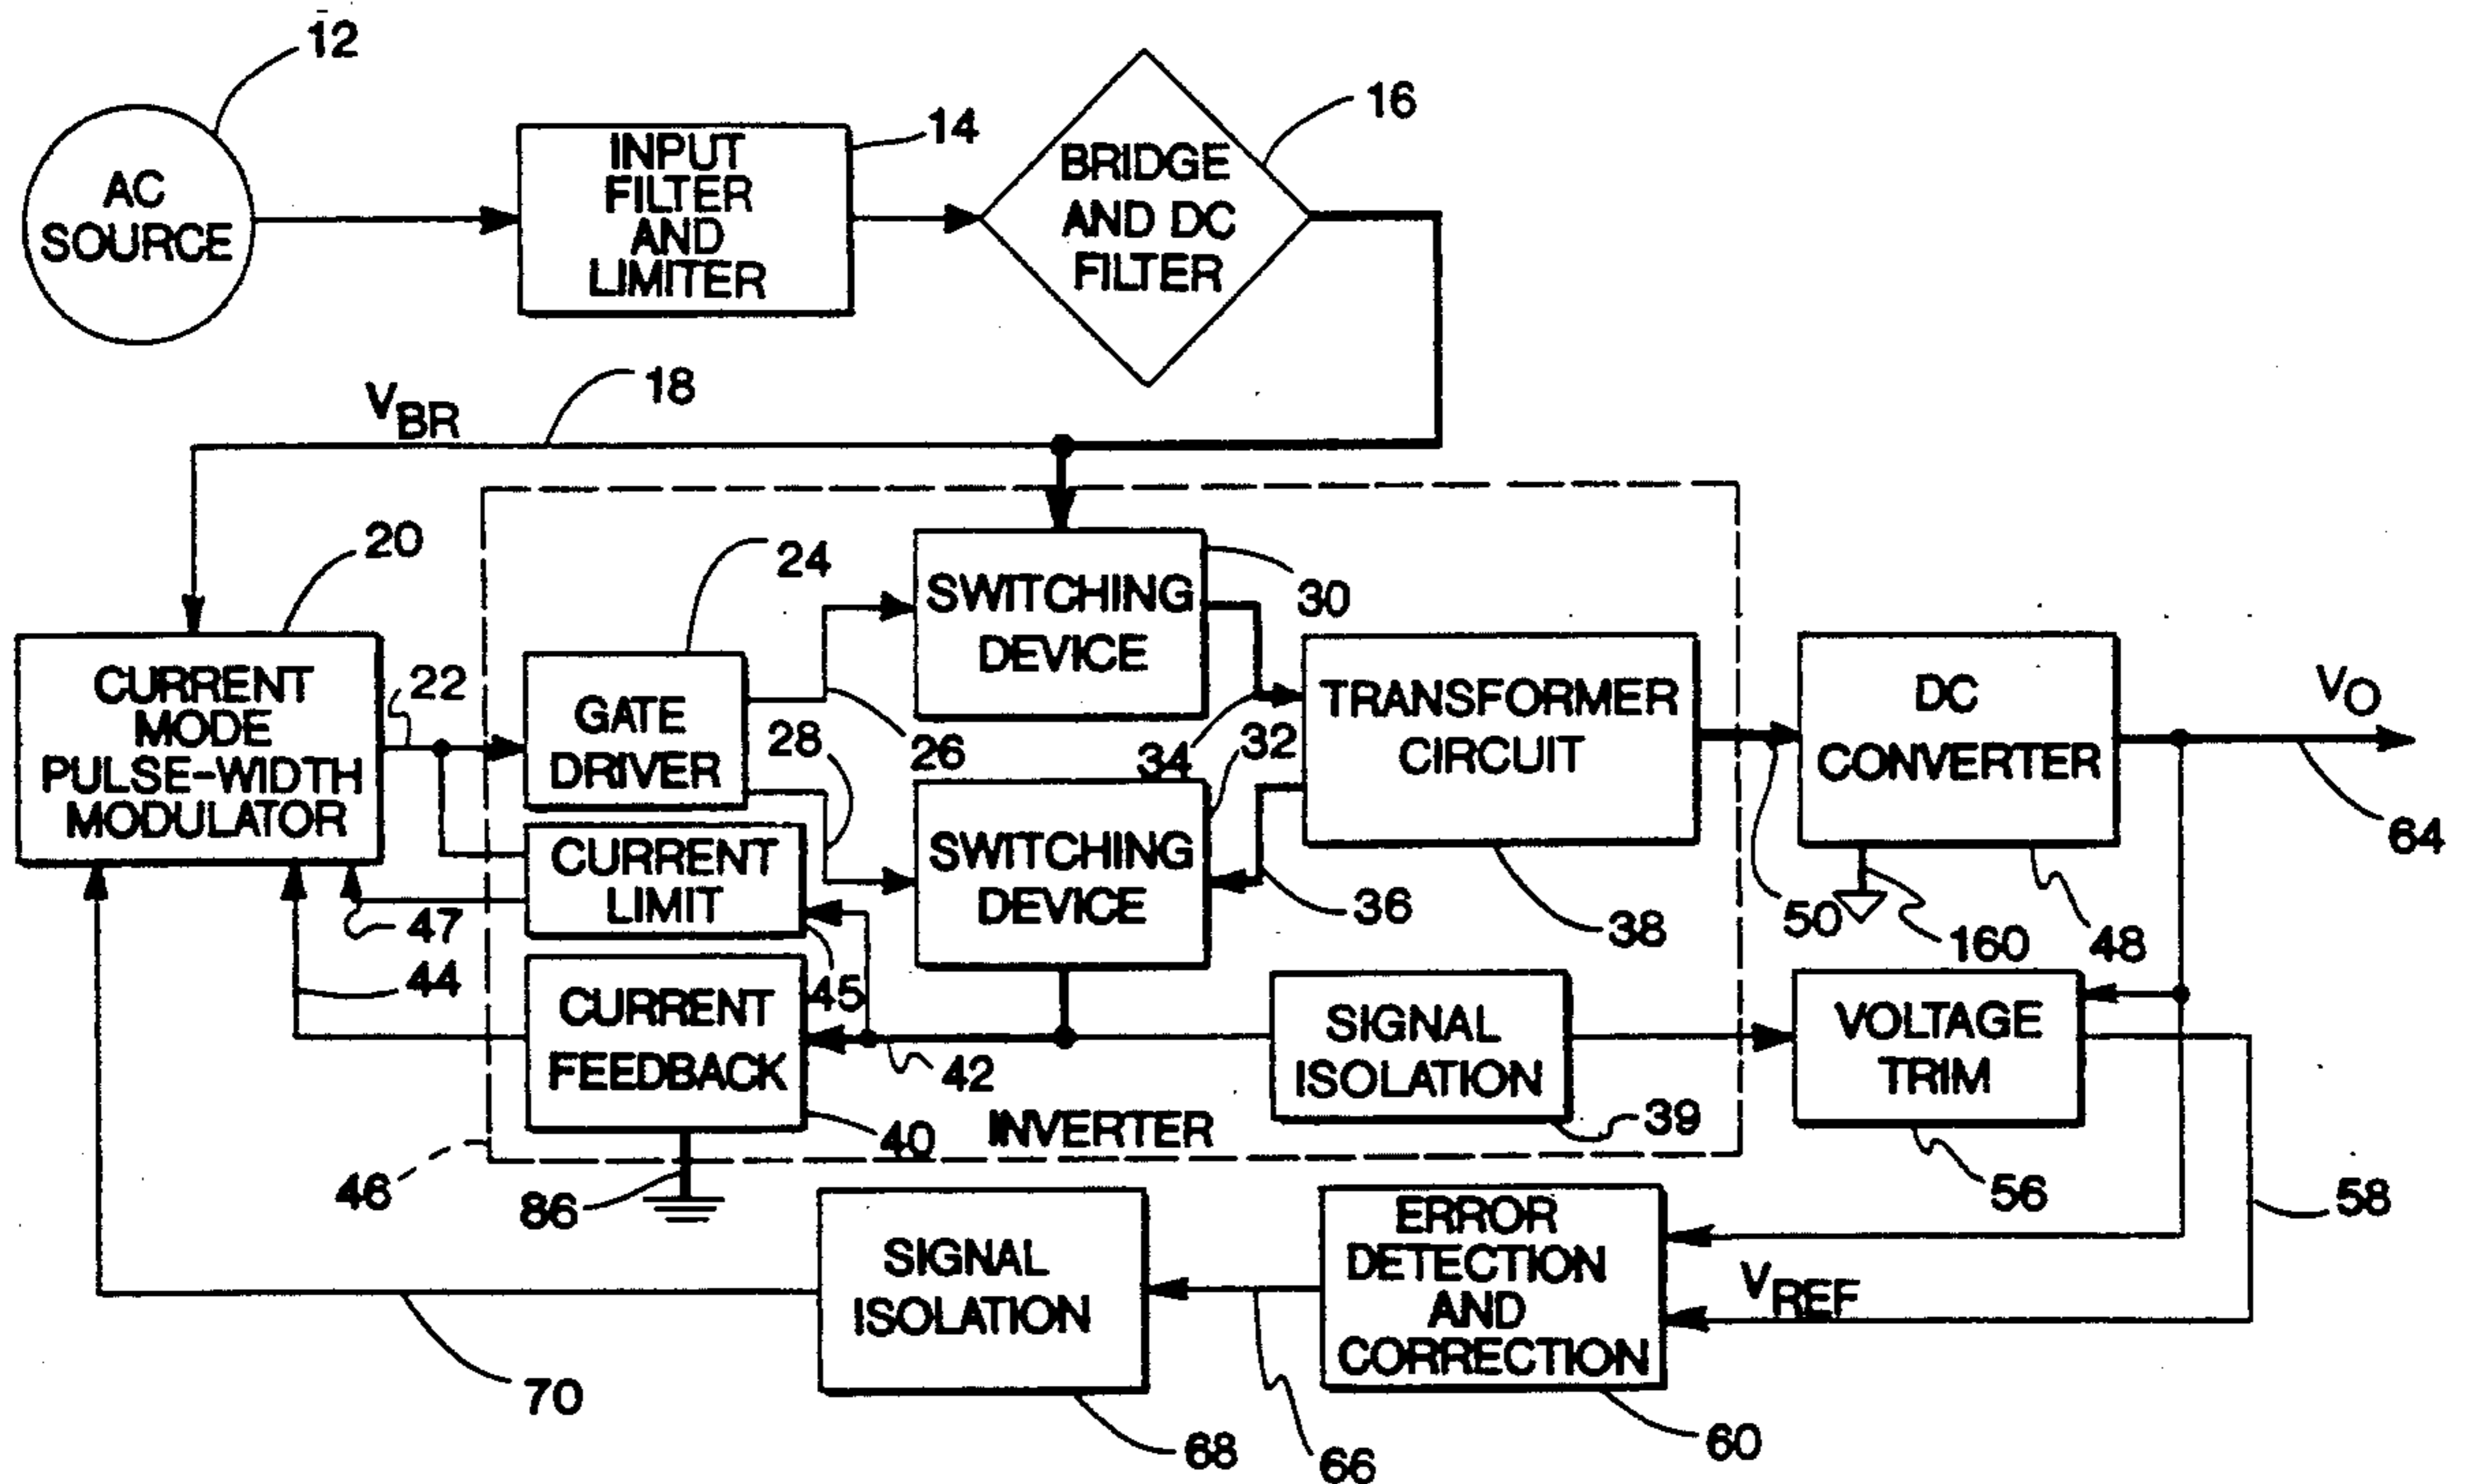 12
AC
SOURCE
INPUT
FILTER
AND
LIMITER
14
BRIDGE
AND DC
FILTER
16
VBR
18
20
CURRENT
MODE
PULSE-WIDTH
MODULATOR
22
24
GATE
DRIVER
26
28
SWITCHING
DEVICE
30
34
32
SWITCHING
DEVICE
36
TRANSFORMER
CIRCUIT
38
50
DC
CONVERTER
160
48
VO
64
CURRENT
LIMIT
45
47
44
CURRENT
FEEDBACK
40
42
INVERTER
SIGNAL
ISOLATION
39
VOLTAGE
TRIM
56
58
46
86
SIGNAL
ISOLATION
68
66
ERROR
DETECTION
AND
CORRECTION
60
VREF
70